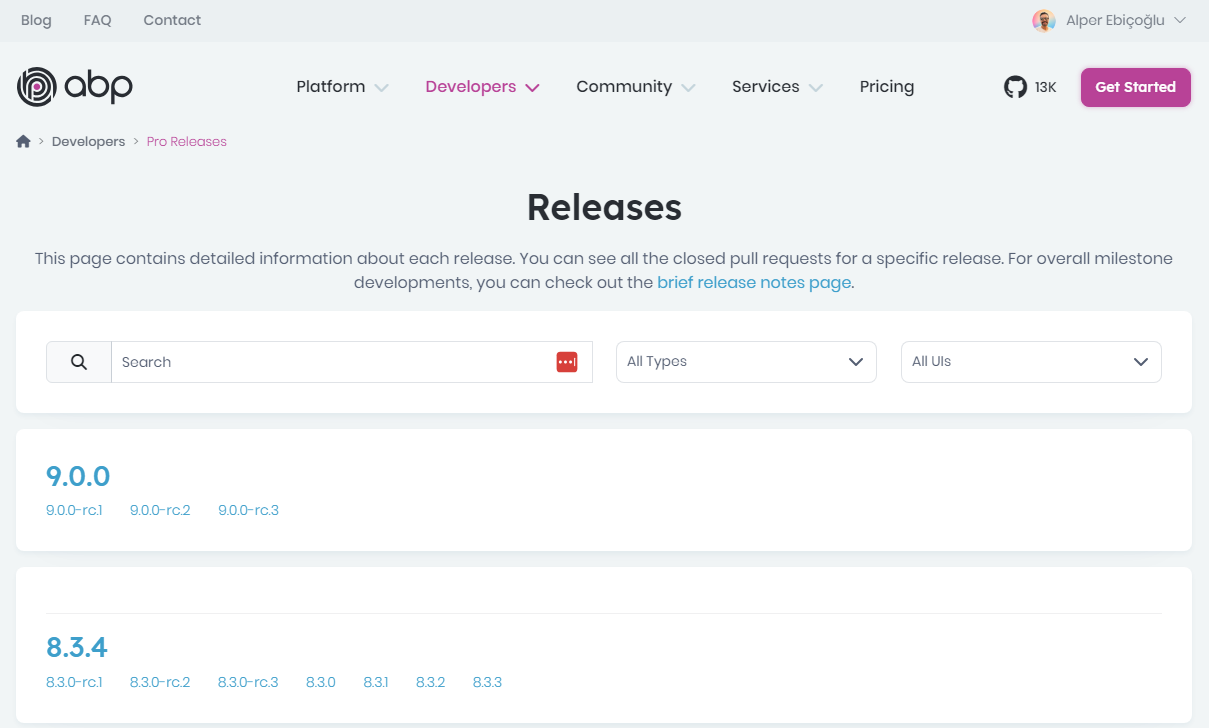 Blog FAQ Contact Alper Ebiçoğlu
abp Platform Developers Community Services Pricing 13K Get Started
> Developers > Pro Releases
Releases
This page contains detailed information about each release. You can see all the closed pull requests for a specific release. For overall milestone
developments, you can check out the brief release notes page.
Search All Types All UIs
9.0.0
9.0.0-rc.1 9.0.0-rc.2 9.0.0-rc.3
8.3.4
8.3.0-rc.1 8.3.0-rc.2 8.3.0-rc.3 8.3.0 8.3.1 8.3.2 8.3.3